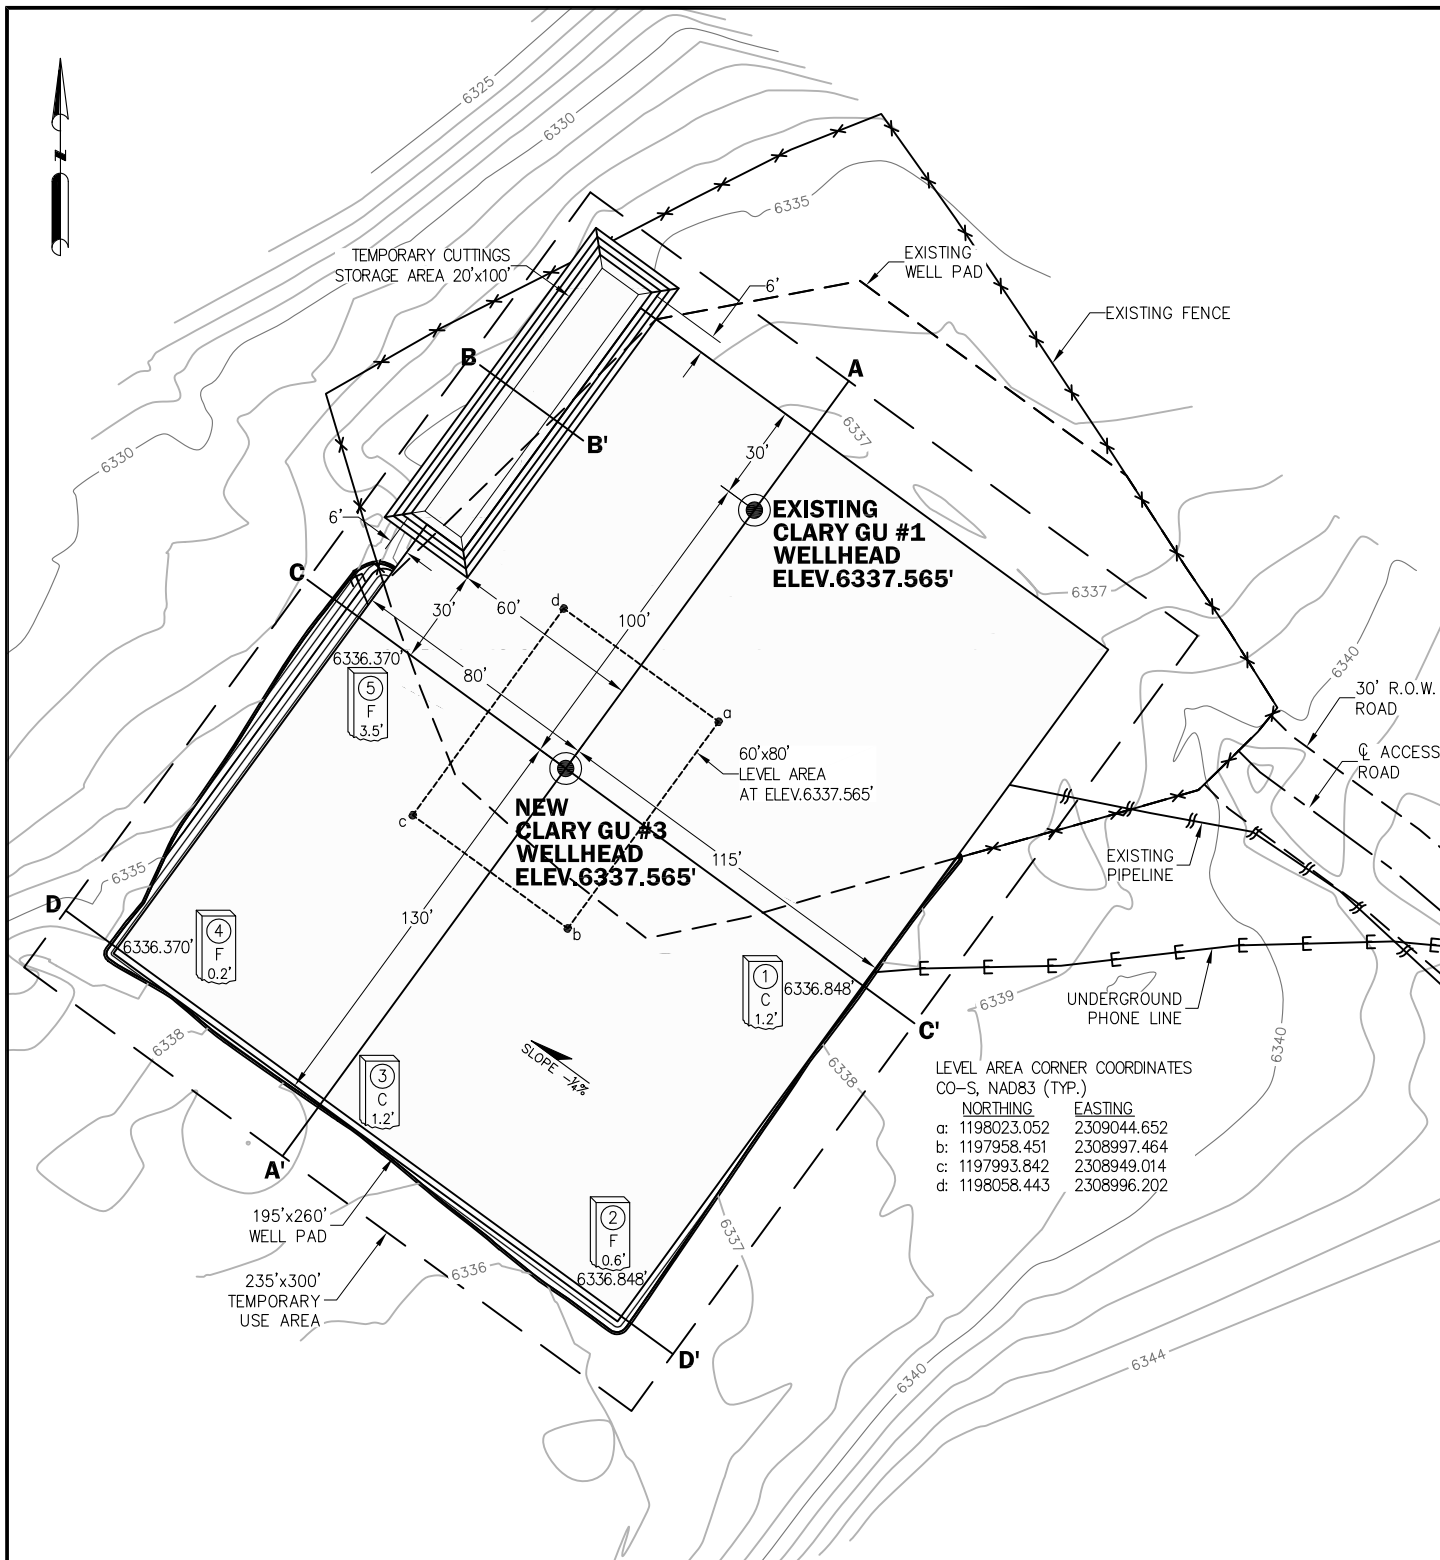 6325
6330
N
6335
TEMPORARY CUTTINGS
STORAGE AREA 20'x100'
EXISTING
WELL PAD
6'
EXISTING FENCE
B
A
B'
6337
30'
6330
6'
EXISTING
CLARY GU #1
WELLHEAD
ELEV.6337.565'
C
6337
30'
60'
d
100'
6336.370'
5
F
3.5'
80'
6340
30' R.O.W.
ROAD
a
60'x80'
LEVEL AREA
AT ELEV.6337.565'
℄ ACCESS
ROAD
c
NEW
CLARY GU #3
WELLHEAD
ELEV.6337.565'
115'
EXISTING
PIPELINE
6335
D
130'
b
4
F
0.2'
6336.370'
E E E E E E E E E
1
C
1.2'
6336.848'
6339
UNDERGROUND
PHONE LINE
C'
6338
SLOPE -¼%
6338
6340
3
C
1.2'
LEVEL AREA CORNER COORDINATES
CO-S, NAD83 (TYP.)
NORTHING EASTING
a: 1198023.052 2309044.652
b: 1197958.451 2308997.464
c: 1197993.842 2308949.014
d: 1198058.443 2308996.202
A'
195'x260'
WELL PAD
2
F
0.6'
6336.848'
6337
6336
235'x300'
TEMPORARY
USE AREA
D'
6340
6344